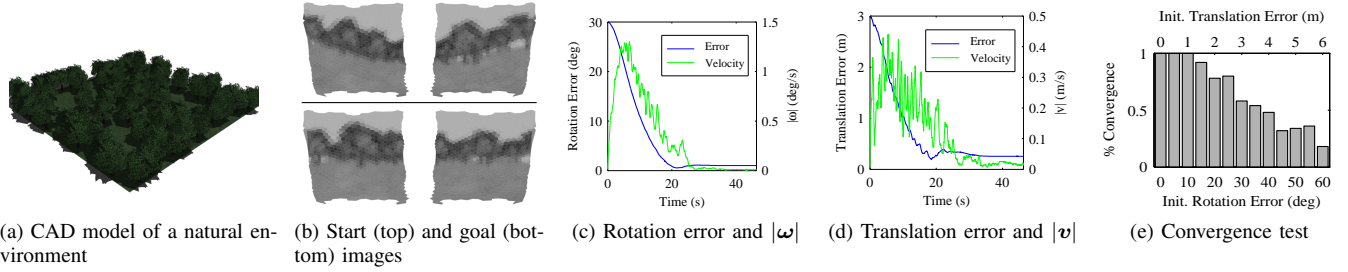 30
20
10
0
Rotation Error (deg)
0
20
40
Time (s)
Error
Velocity
1.5
1
0.5
0
|ω| (deg/s)
3
2
1
0
Translation Error (m)
0
20
40
Time (s)
Error
Velocity
0.5
0.4
0.3
0.2
0.1
0
|v| (m/s)
Init. Translation Error (m)
0 1 2 3 4 5 6
1
0.5
0
% Convergence
0 10 20 30 40 50 60
Init. Rotation Error (deg)
(a) CAD model of a natural en-
vironment
(b) Start (top) and goal (bot-
tom) images
(c) Rotation error and |ω|
(d) Translation error and |v|
(e) Convergence test